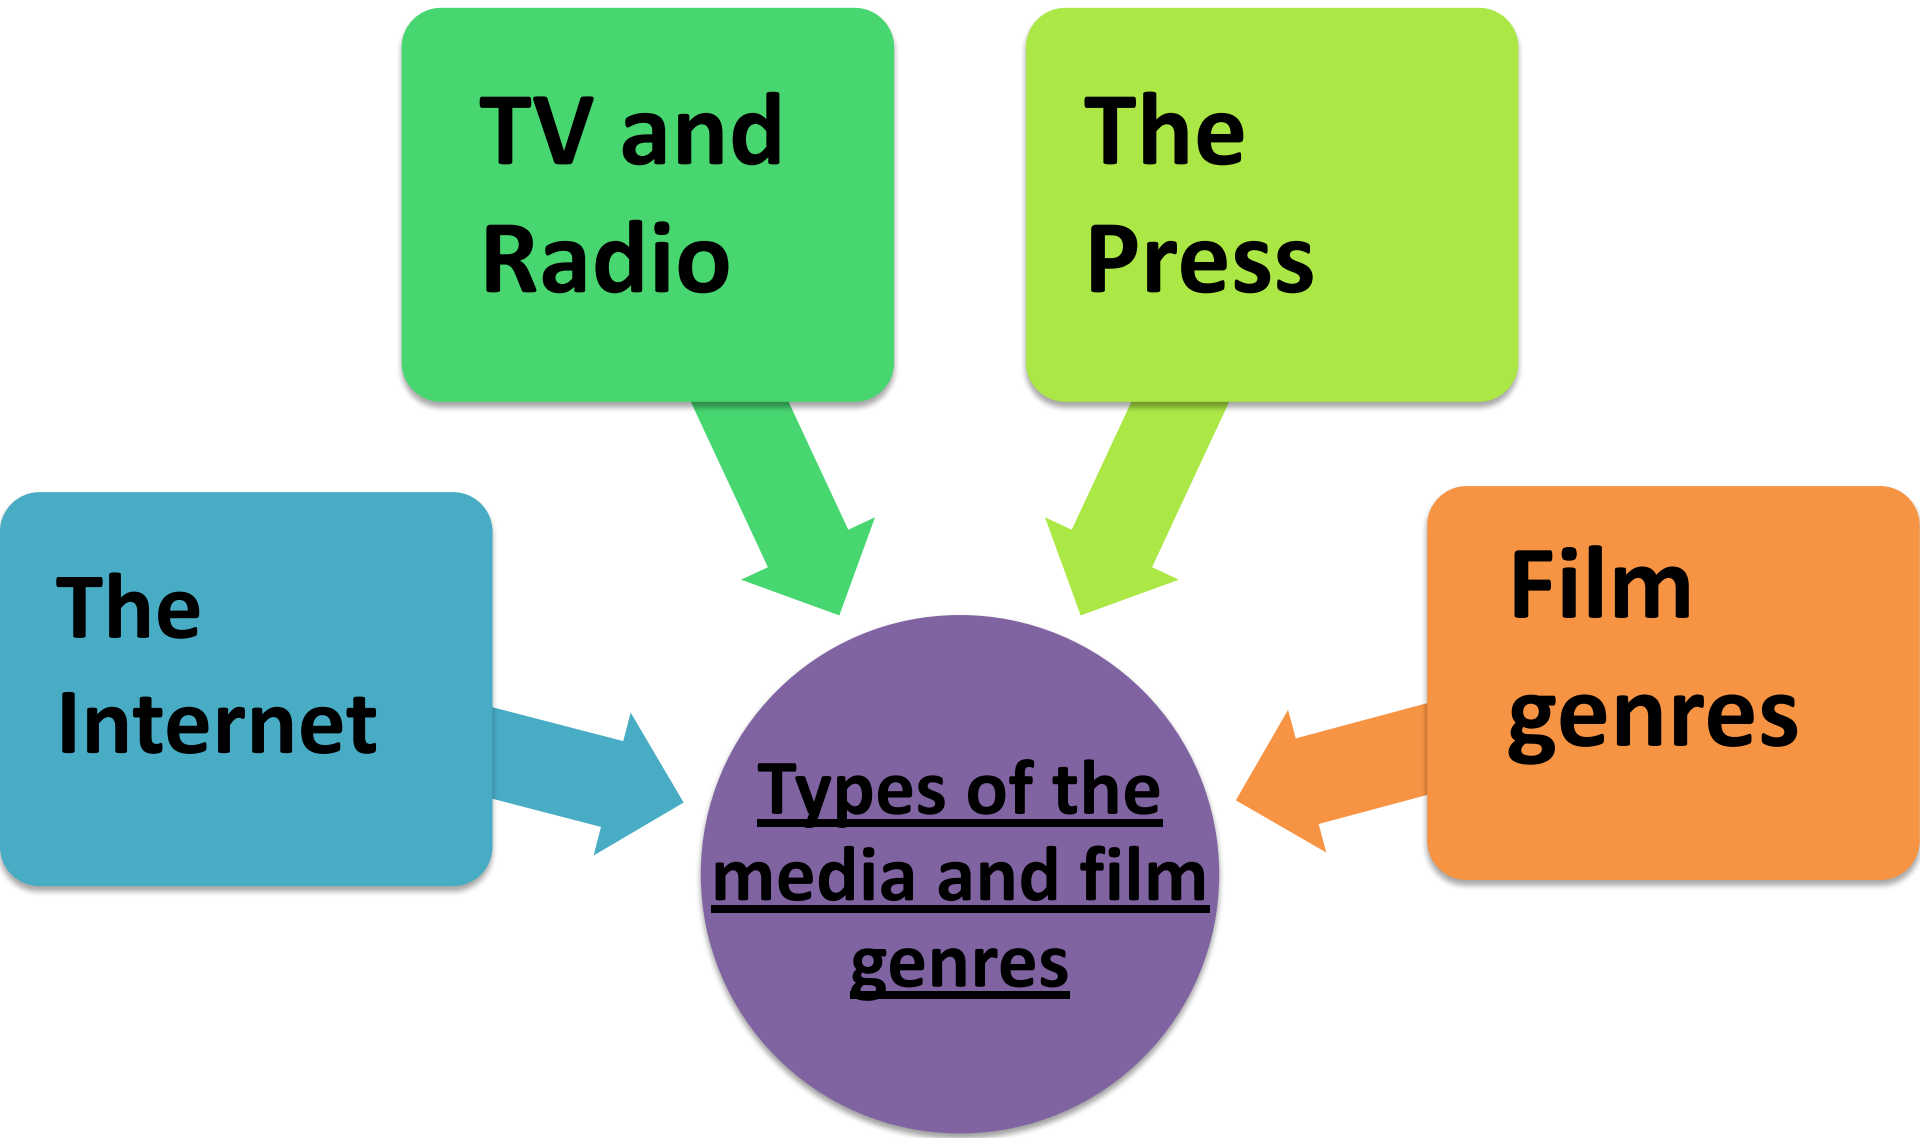 TV and
Radio
The
Press
The
Internet
Film
genres
Types of the
media and film
genres